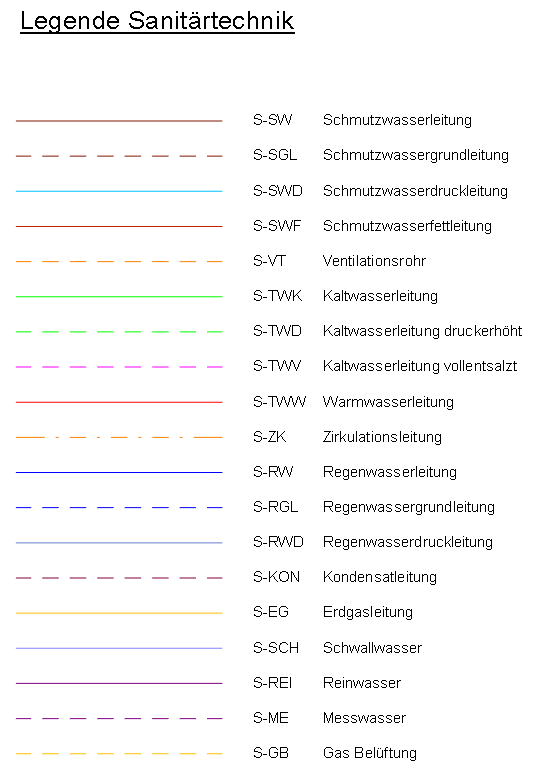 Legende Sanitärtechnik
S-SW Schmutzwasserleitung
S-SGL Schmutzwassergrundleitung
S-SWD Schmutzwasserdruckleitung
S-SWF Schmutzwasserfettleitung
S-VT Ventilationsrohr
S-TWK Kaltwasserleitung
S-TWD Kaltwasserleitung druckerhöht
S-TWV Kaltwasserleitung vollentsalzt
S-TWW Warmwasserleitung
S-ZK Zirkulationsleitung
S-RW Regenwasserleitung
S-RGL Regenwassergrundleitung
S-RWD Regenwasserdruckleitung
S-KON Kondensatleitung
S-EG Erdgasleitung
S-SCH Schwallwasser
S-REI Reinwasser
S-ME Messwasser
S-GB Gas Belüftung